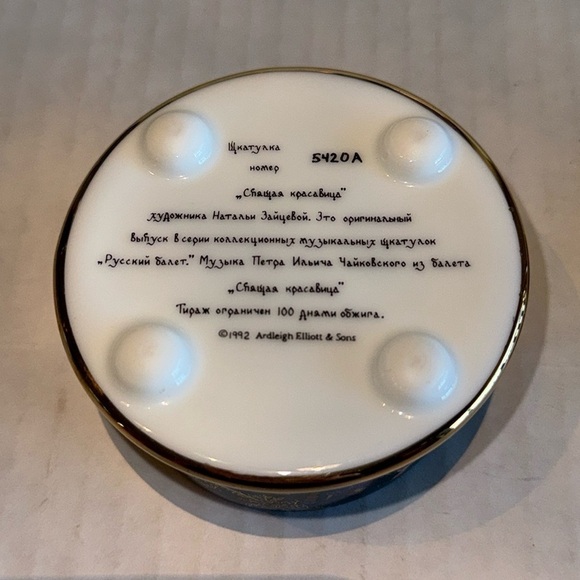 Шкатулка
номер 5420A
„Спящая красавица"
художника Натальи Зайцевой. Это оригинальный
выпуск в серии коллекционных музыкальных шкатулок
„Русский балет." Музыка Петра Ильича Чайковского из балета
„Спящая красавица"
Тираж ограничен 100 днями обжига.
©1992 Ardleigh Elliott & Sons